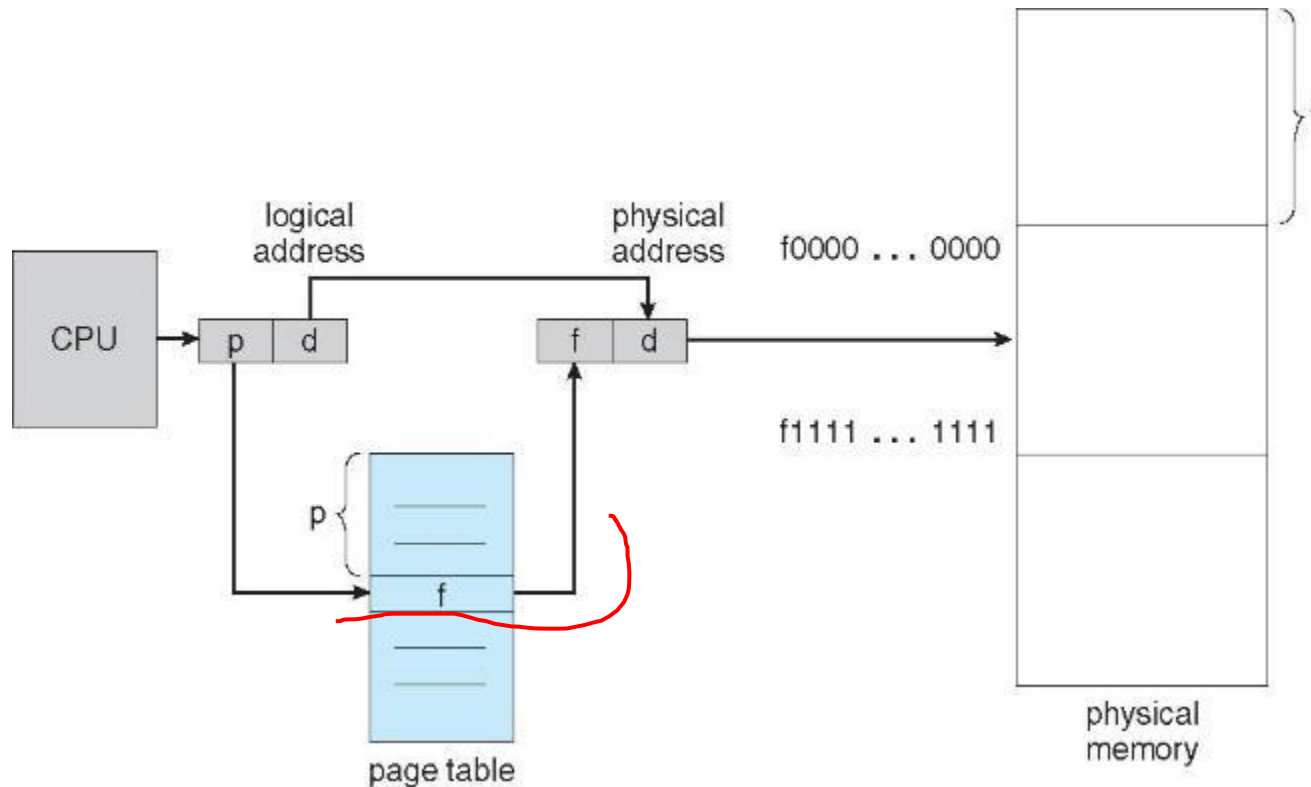 logical
address
physical
address
f0000 ... 0000
CPU
p
d
f
d
f1111 ... 1111
p
f
page table
physical
memory